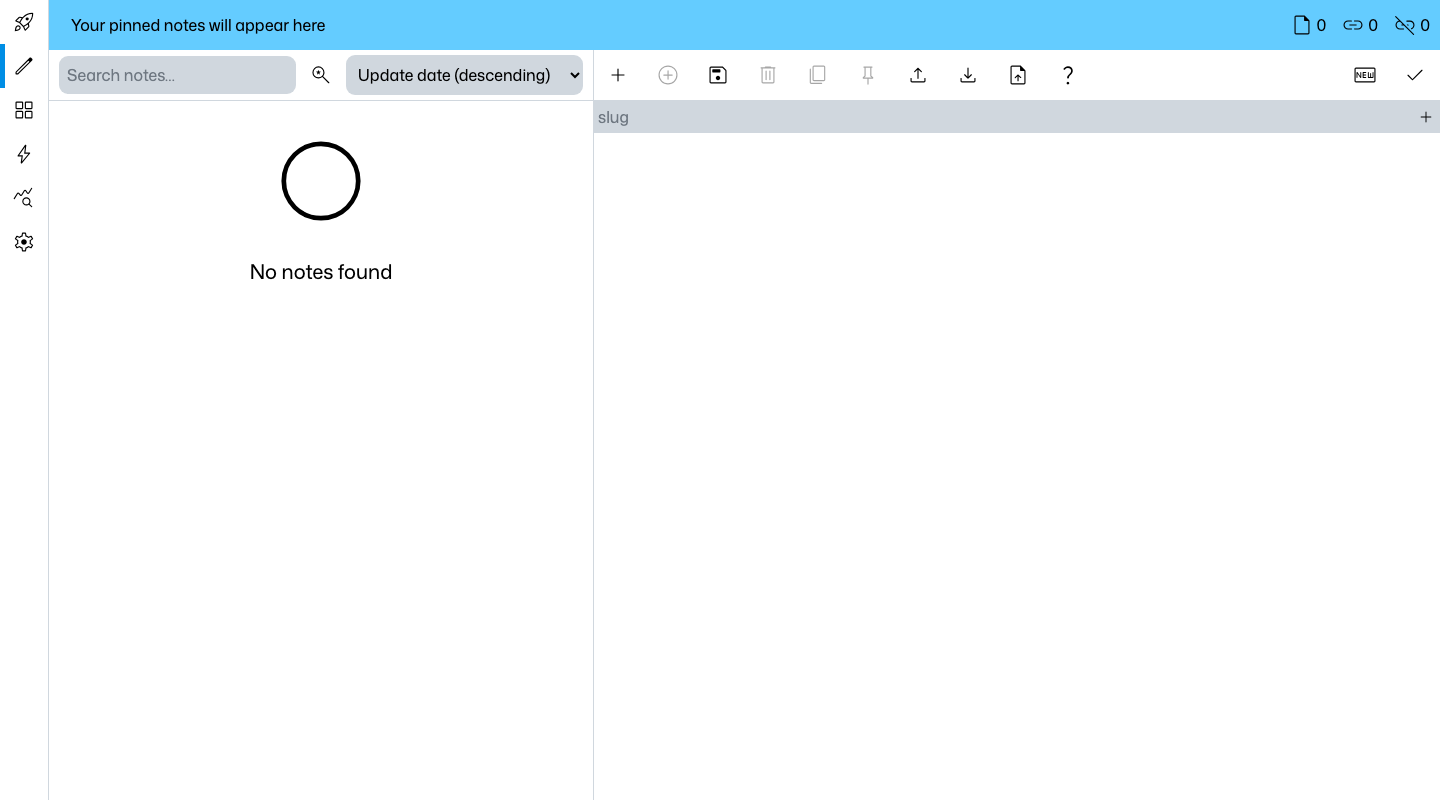 Your pinned notes will appear here
0
0
0
Search notes...
Update date (descending)
NEW
slug
No notes found